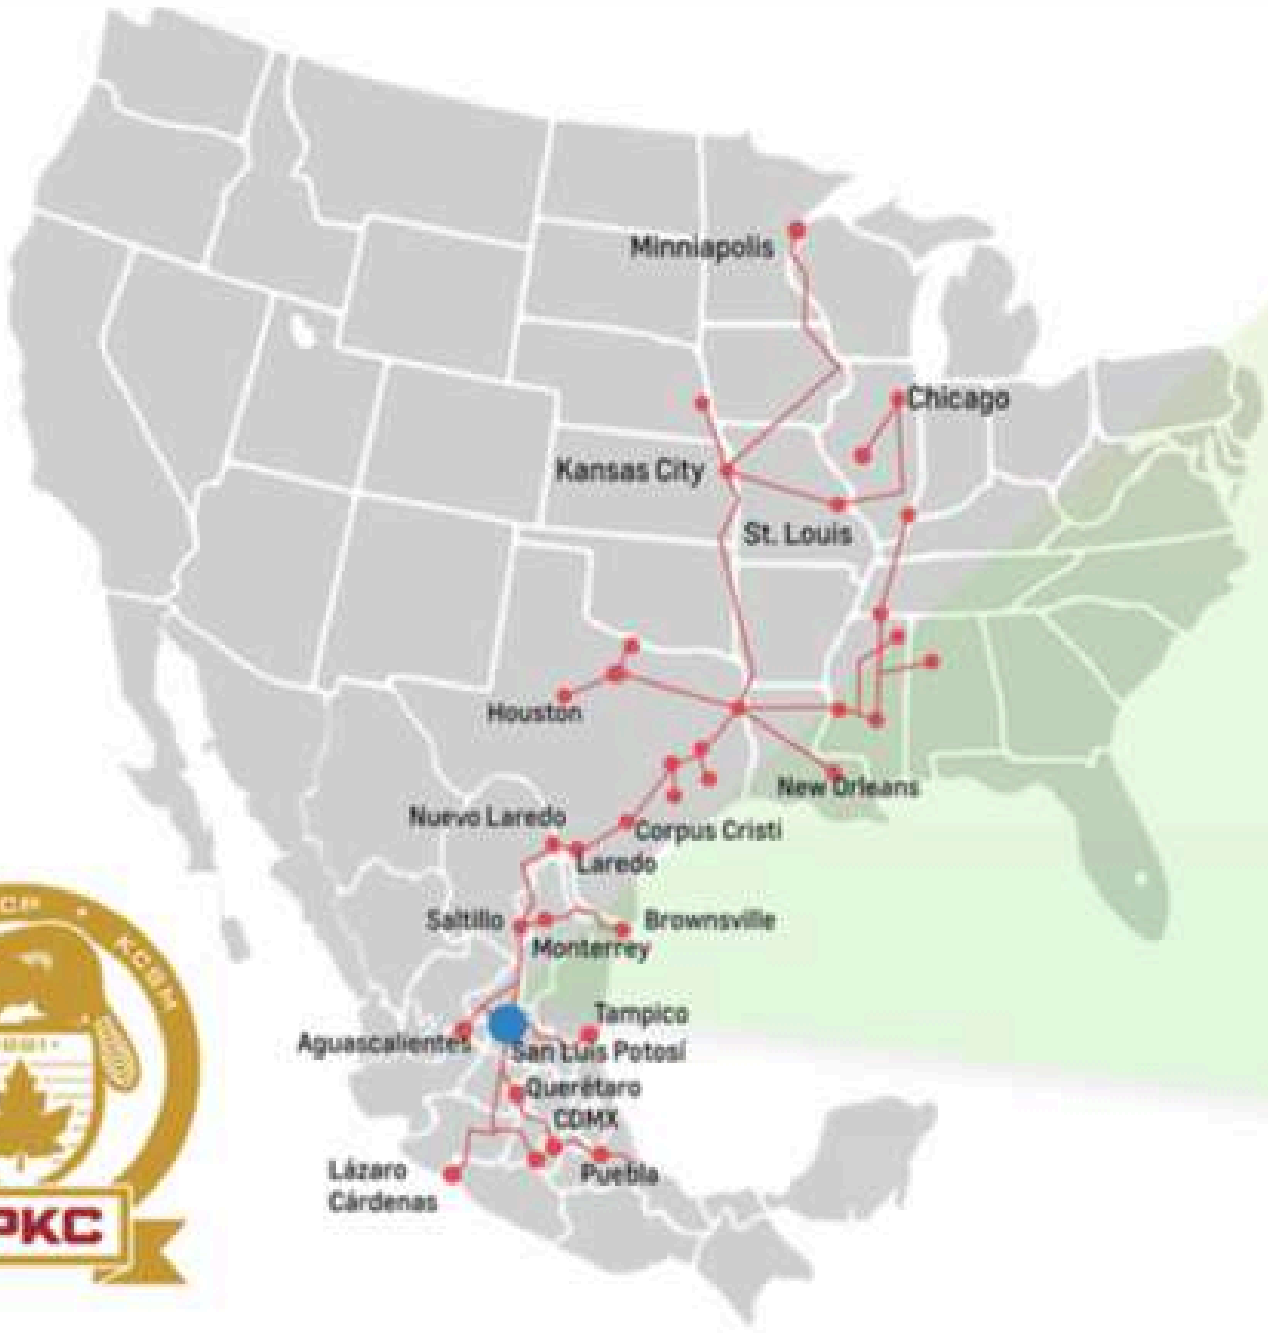 Minniapolis
Chicago
Kansas City
St. Louis
Houston
New Orleans
Nuevo Laredo
Corpus Cristi
Laredo
Saltillo
Brownsville
Monterrey
Tampico
Aguascalientes
San Luis Potosí
Querétaro
CDMX
Lázaro
Cárdenas
Puebla
KCSM
PKC